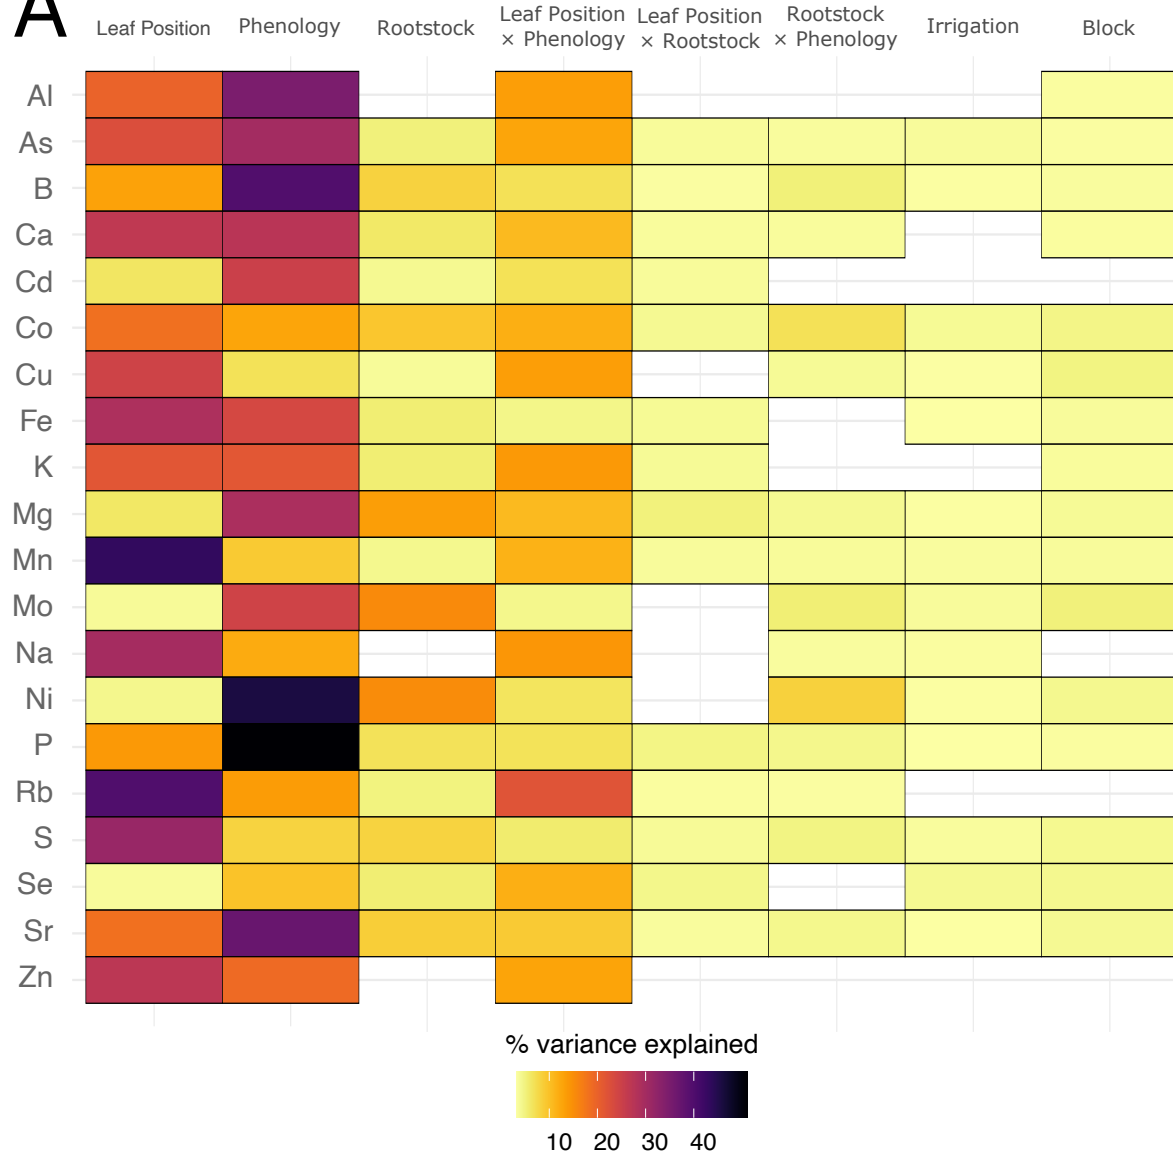 A
Leaf Position
Phenology
Rootstock
Leaf Position
× Phenology
Leaf Position
× Rootstock
Rootstock
× Phenology
Irrigation
Block
Al
As
B
Ca
Cd
Co
Cu
Fe
K
Mg
Mn
Mo
Na
Ni
P
Rb
S
Se
Sr
Zn
% variance explained
10 20 30 40